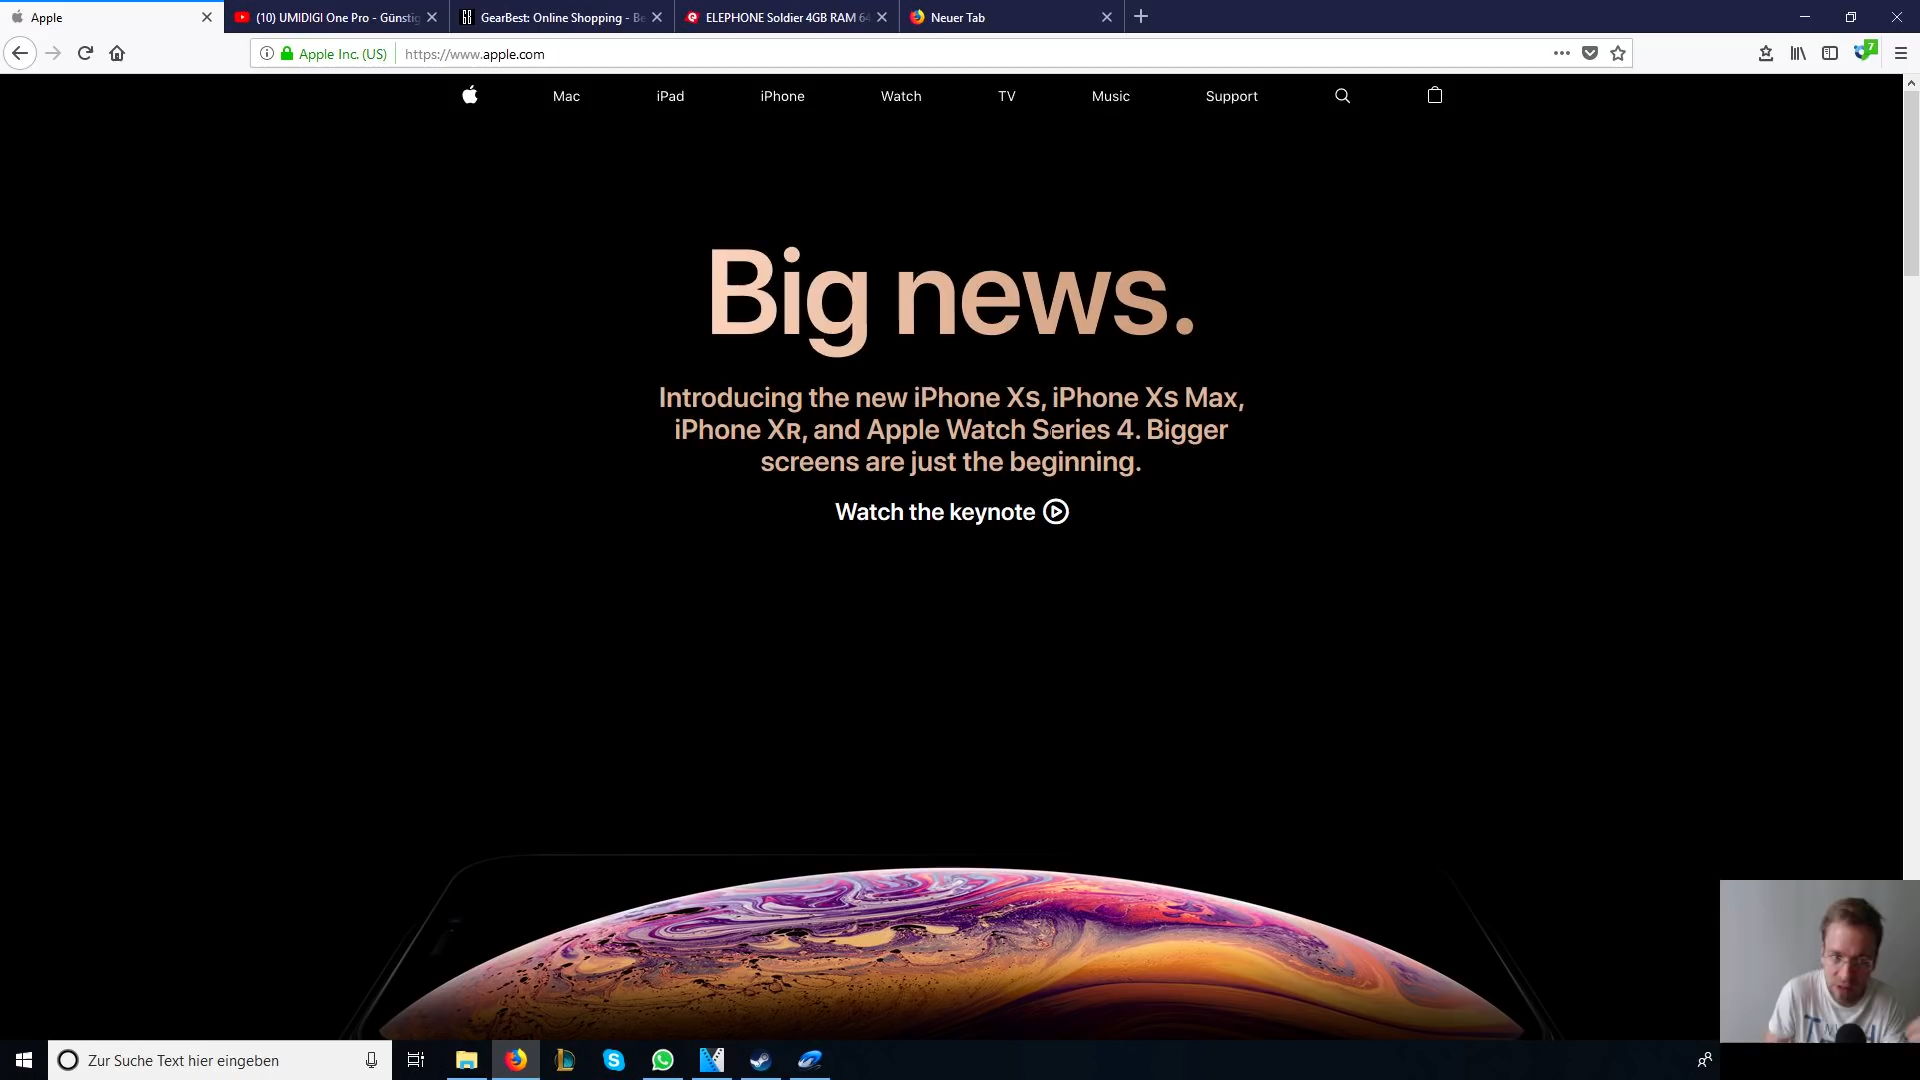 Apple
(10) UMIDIGI One Pro - Günstig
GearBest: Online Shopping - Be
ELEPHONE Soldier 4GB RAM 64
Neuer Tab
Apple Inc. (US)
https://www.apple.com
7
Mac
iPad
iPhone
Watch
TV
Music
Support
Big news.
Introducing the new iPhone Xs, iPhone Xs Max,
iPhone XR, and Apple Watch Series 4. Bigger
screens are just the beginning.
Watch the keynote
Zur Suche Text hier eingeben